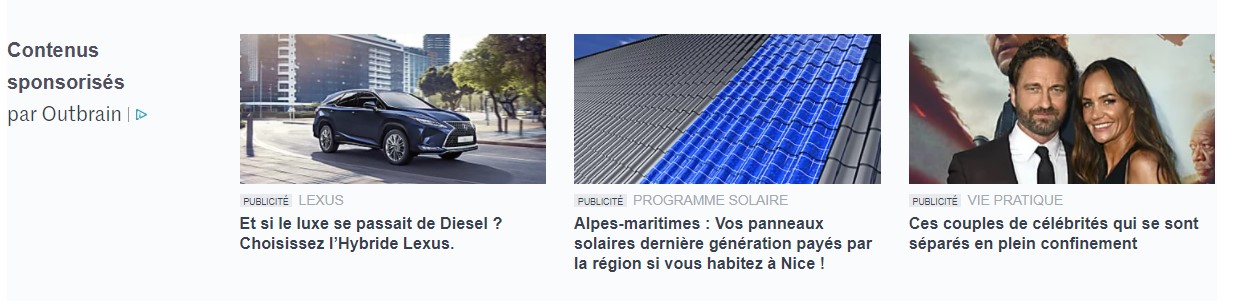 Contenus
sponsorisés
par Outbrain |
PUBLICITÉ LEXUS
Et si le luxe se passait de Diesel ?
Choisissez l'Hybride Lexus.
PUBLICITÉ PROGRAMME SOLAIRE
Alpes-maritimes : Vos panneaux
solaires dernière génération payés par
la région si vous habitez à Nice !
PUBLICITÉ VIE PRATIQUE
Ces couples de célébrités qui se sont
séparés en plein confinement